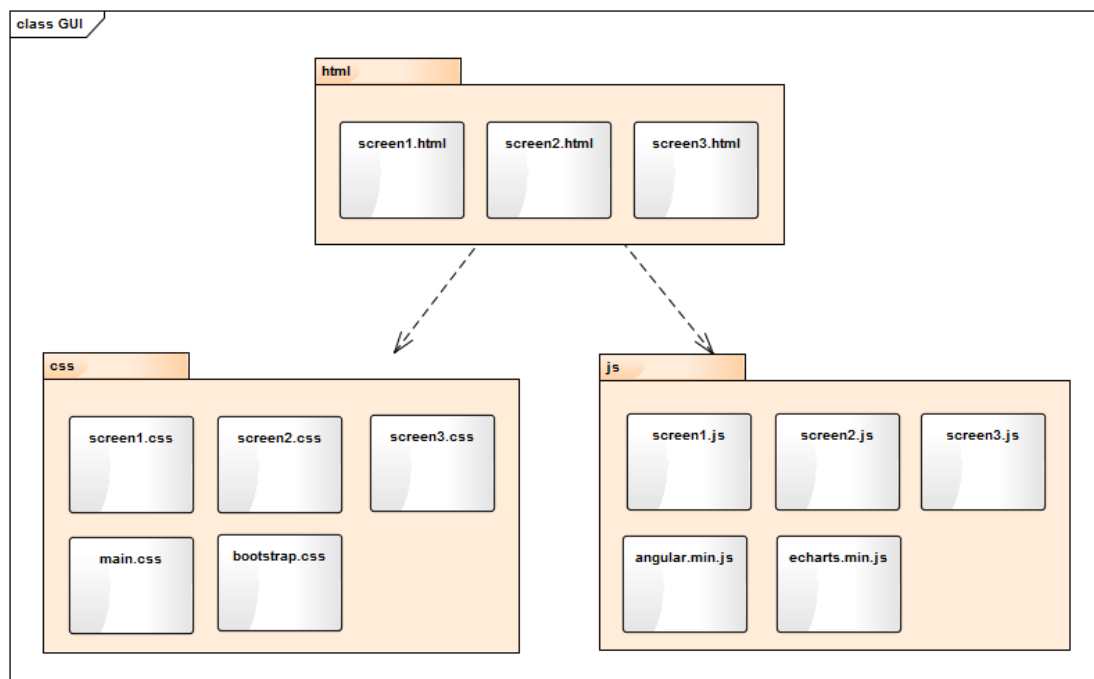 class GUI
html
screen1.html
screen2.html
screen3.html
css
screen1.css
screen2.css
screen3.css
main.css
bootstrap.css
js
screen1.js
screen2.js
screen3.js
angular.min.js
echarts.min.js